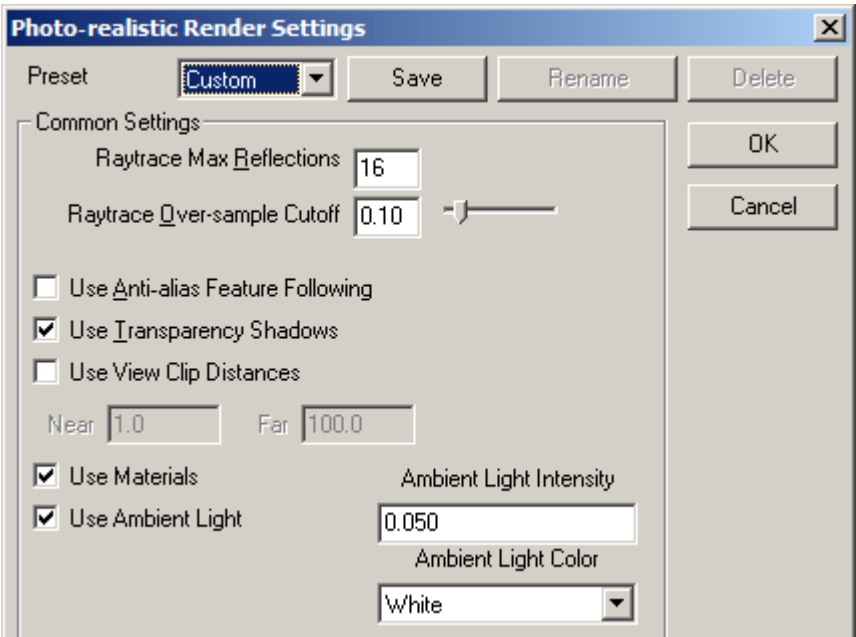 Photo-realistic Render Settings
Preset Custom Save Rename Delete
Common Settings
OK
Raytrace Max Reflections 16
Raytrace Over-sample Cutoff 0.10
Cancel
Use Anti-alias Feature Following
Use Transparency Shadows
Use View Clip Distances
Near 1.0 Far 100.0
Use Materials
Ambient Light Intensity
Use Ambient Light
0.050
Ambient Light Color
White